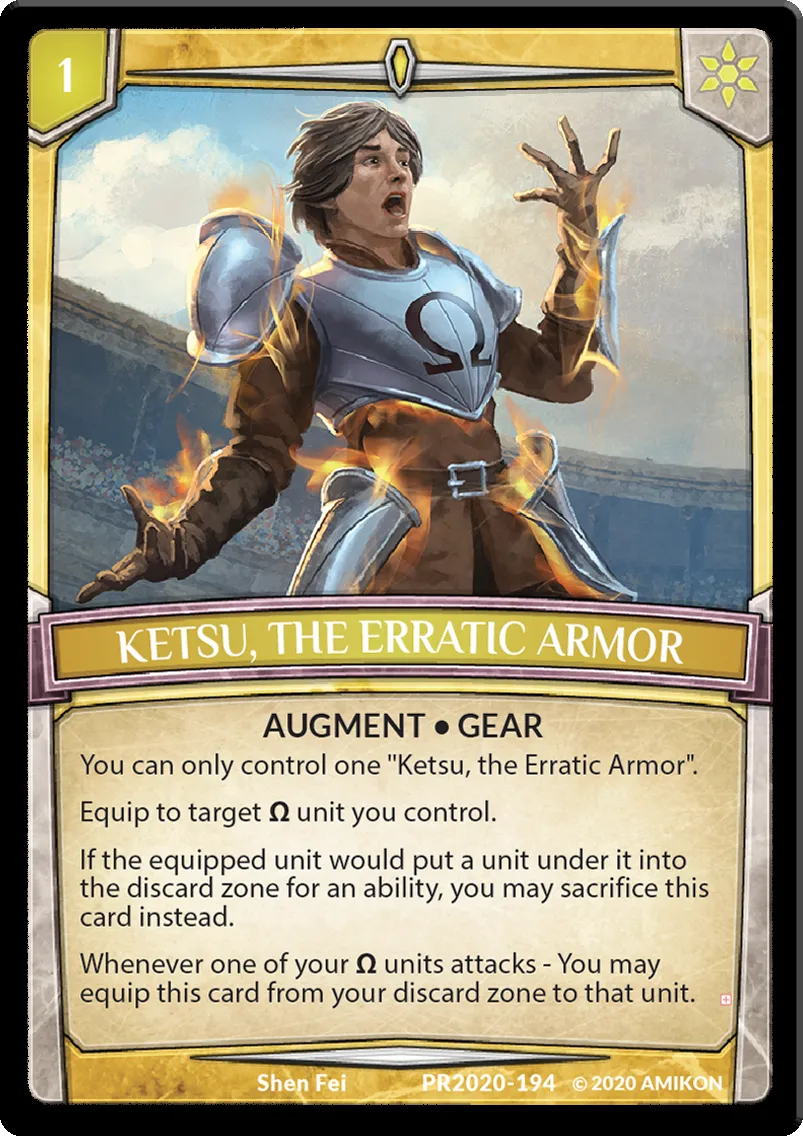 1
Ω
KETSU, THE ERRATIC ARMOR
AUGMENT • GEAR
You can only control one "Ketsu, the Erratic Armor".
Equip to target Ω unit you control.
If the equipped unit would put a unit under it into
the discard zone for an ability, you may sacrifice this
card instead.
Whenever one of your Ω units attacks - You may
equip this card from your discard zone to that unit.
Shen Fei PR2020-194 © 2020 AMIKON